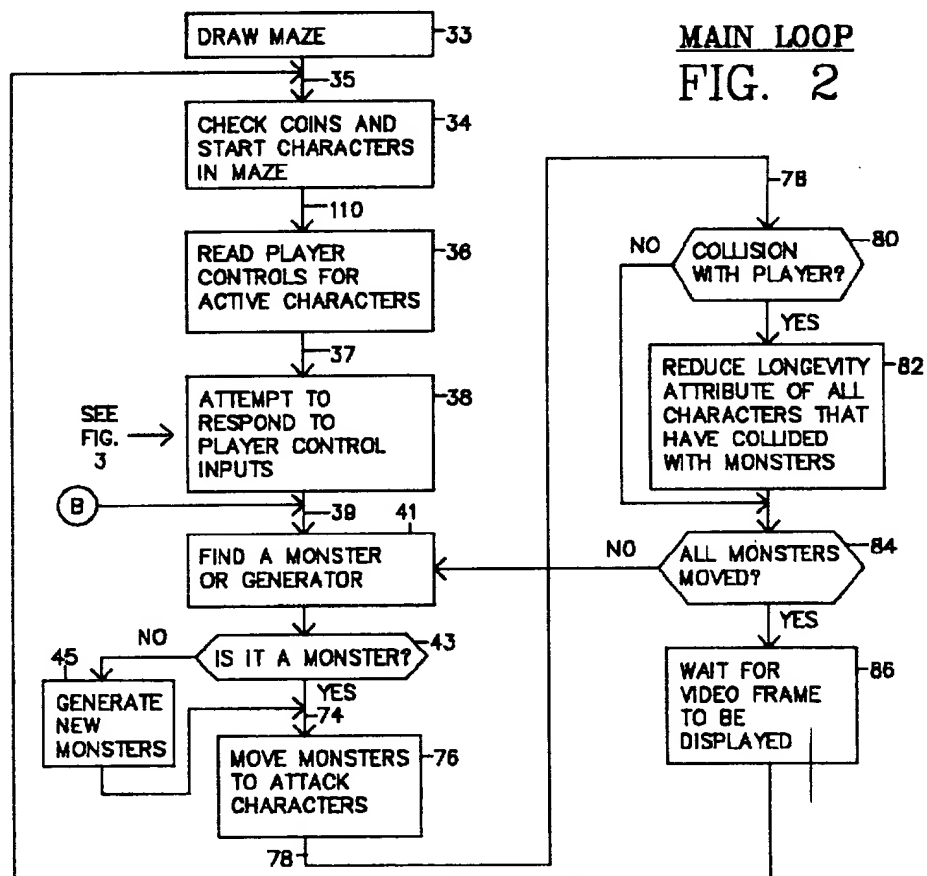 MAIN LOOP
FIG. 2
DRAW MAZE
33
35
CHECK COINS AND
START CHARACTERS
IN MAZE
34
110
READ PLAYER
CONTROLS FOR
ACTIVE CHARACTERS
36
37
ATTEMPT TO
RESPOND TO
PLAYER CONTROL
INPUTS
38
SEE
FIG.
3
B
39
41
FIND A MONSTER
OR GENERATOR
IS IT A MONSTER?
43
NO
45
GENERATE
NEW
MONSTERS
YES
74
MOVE MONSTERS
TO ATTACK
CHARACTERS
76
78
78
COLLISION
WITH PLAYER?
80
NO
YES
REDUCE LONGEVITY
ATTRIBUTE OF ALL
CHARACTERS THAT
HAVE COLLIDED
WITH MONSTERS
82
ALL MONSTERS
MOVED?
84
NO
YES
WAIT FOR
VIDEO FRAME
TO BE
DISPLAYED
86